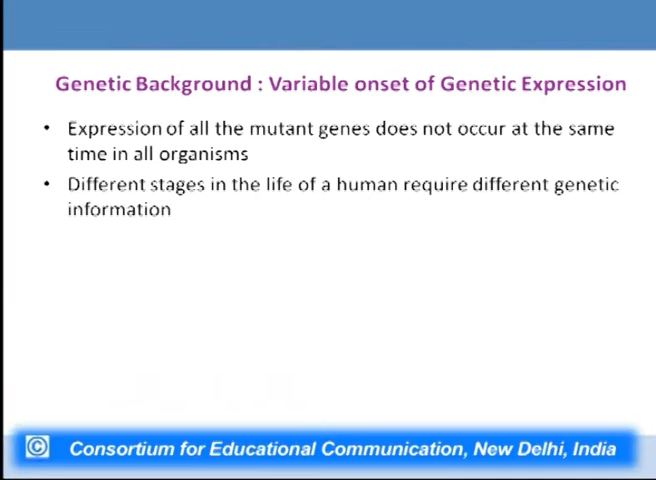 Genetic Background : Variable onset of Genetic Expression
• Expression of all the mutant genes does not occur at the same
time in all organisms
• Different stages in the life of a human require different genetic
information
© Consortium for Educational Communication, New Delhi, India